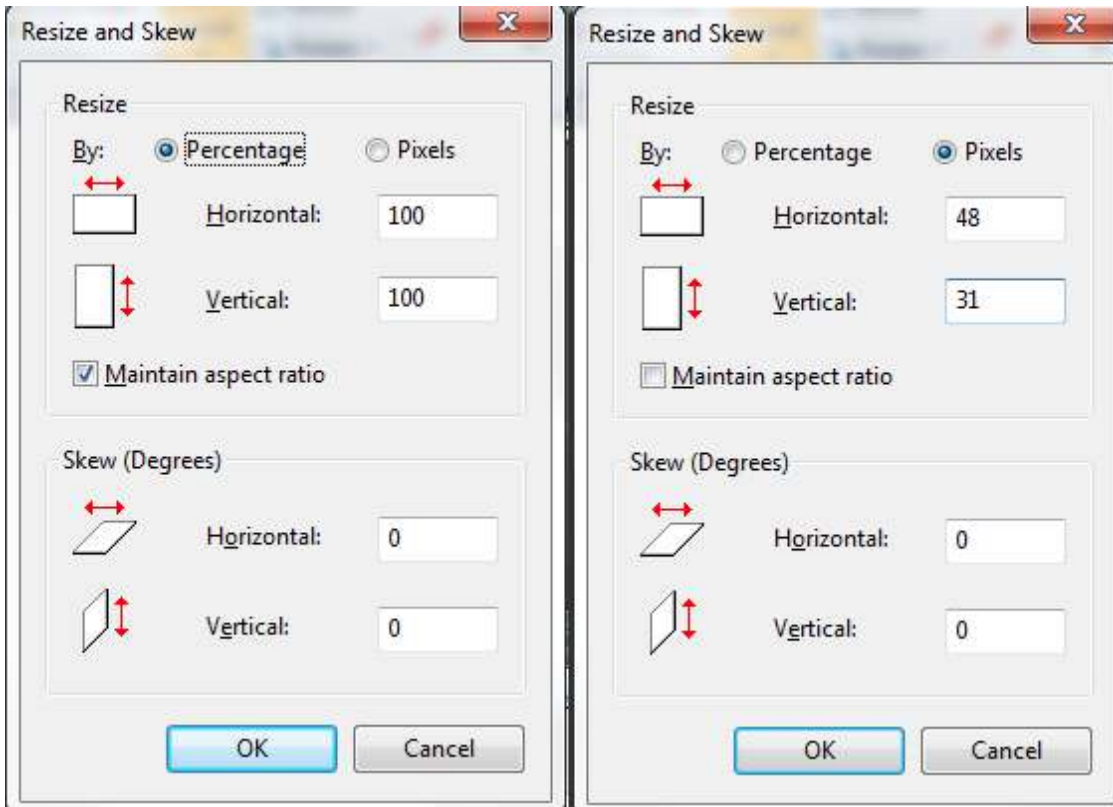 Resize and Skew
Resize
By: Percentage Pixels
Horizontal: 100
Vertical: 100
Maintain aspect ratio
Skew (Degrees)
Horizontal: 0
Vertical: 0
OK Cancel
Resize and Skew
Resize
By: Percentage Pixels
Horizontal: 48
Vertical: 31
Maintain aspect ratio
Skew (Degrees)
Horizontal: 0
Vertical: 0
OK Cancel